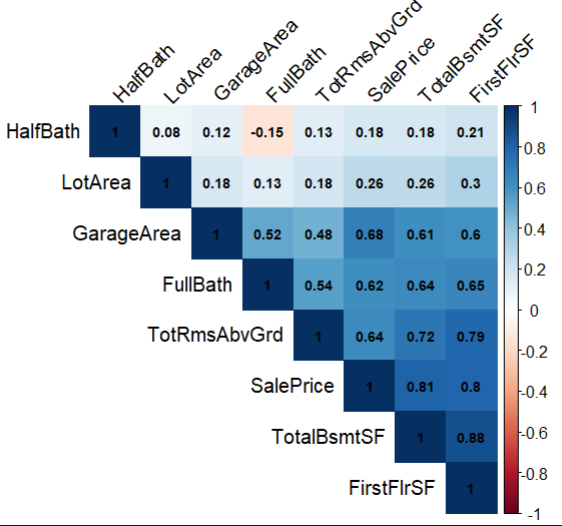 HalfBath
LotArea
GarageArea
FullBath
TotRmsAbvGrd
SalePrice
TotalBsmtSF
FirstFlrSF
HalfBath 1 0.08 0.12 -0.15 0.13 0.18 0.18 0.21
LotArea 1 0.18 0.13 0.18 0.26 0.26 0.3
GarageArea 1 0.52 0.48 0.68 0.61 0.6
FullBath 1 0.54 0.62 0.64 0.65
TotRmsAbvGrd 1 0.64 0.72 0.79
SalePrice 1 0.81 0.8
TotalBsmtSF 1 0.88
FirstFlrSF 1
1
0.8
0.6
0.4
0.2
0
-0.2
-0.4
-0.6
-0.8
-1